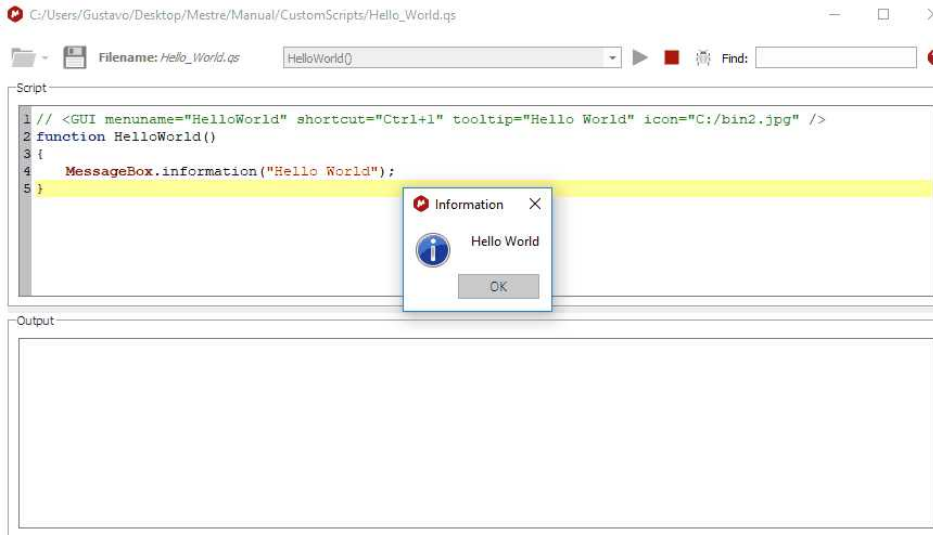 C:/Users/Gustavo/Desktop/Mestre/Manual/CustomScripts/Hello_World.qs
Filename: Hello_World.qs HelloWorld() Find:
Script
1 // <GUI menuname="HelloWorld" shortcut="Ctrl+1" tooltip="Hello World" icon="C:/bin2.jpg" />
2 function HelloWorld()
3 {
4 MessageBox.information("Hello World");
5 }
Information
Hello World
OK
Output